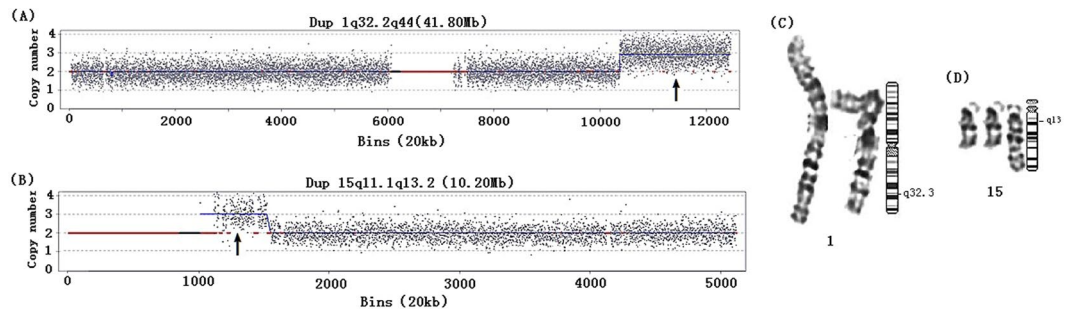 (A)
Dup 1q32.2q44(41.80Mb)
Copy number
4
3
2
1
0
0 2000 4000 6000 8000 10000 12000
Bins (20kb)
(B)
Dup 15q11.1q13.2 (10.20Mb)
Copy number
4
3
2
1
0
0 1000 2000 3000 4000 5000
Bins (20kb)
(C)
q32.3
1
(D)
q13
15